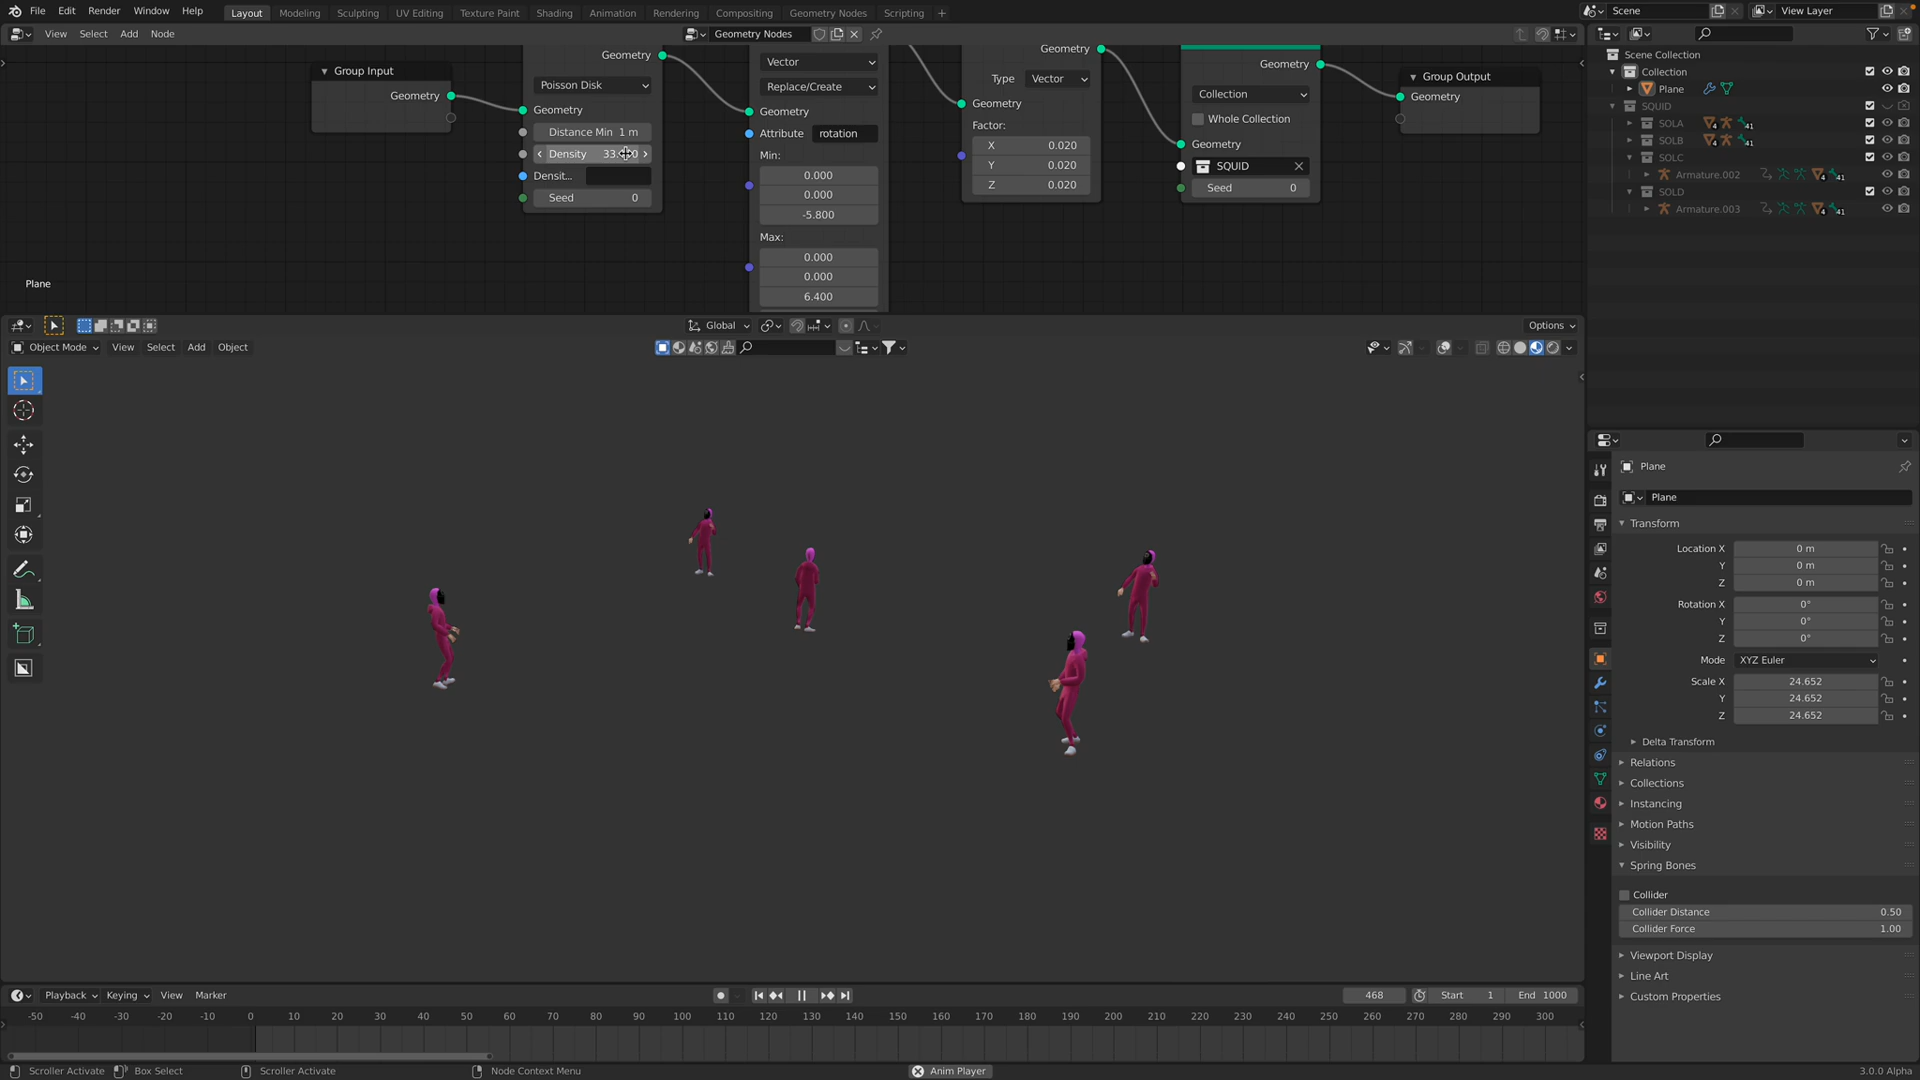 File Edit Render Window Help Layout Modeling Sculpting UV Editing Texture Paint Shading Animation Rendering Compositing Geometry Nodes Scripting + Scene View Layer
View Select Add Node Geometry Nodes
Group Input
Geometry
Geometry
Poisson Disk
Geometry
Distance Min 1 m
Density
Densit...
Seed 0
Vector
Replace/Create
Geometry
Attribute rotation
Min:
0.000
0.000
-5.800
Max:
0.000
0.000
6.400
Geometry
Type Vector
Geometry
Factor:
X 0.020
Y 0.020
Z 0.020
Geometry
Collection
Whole Collection
Geometry
SQUID
Seed 0
Group Output
Geometry
Plane
Scene Collection
Collection
Plane
SQUID
SOLA 4 41
SOLB 4 41
SOLC
Armature.002 4 41
SOLD
Armature.003 4 41
Global Options
Object Mode View Select Add Object
Plane
Plane
Transform
Location X 0 m
Y 0 m
Z 0 m
Rotation X 0°
Y 0°
Z 0°
Mode XYZ Euler
Scale X 24.652
Y 24.652
Z 24.652
Delta Transform
Relations
Collections
Instancing
Motion Paths
Visibility
Spring Bones
Collider
Collider Distance 0.50
Collider Force 1.00
Viewport Display
Line Art
Custom Properties
Playback Keying View Marker 468 Start 1 End 1000
-50 -40 -30 -20 -10 0 10 20 30 40 50 60 70 80 90 100 110 120 130 140 150 160 170 180 190 200 210 220 230 240 250 260 270 280 290 300
Scroller Activate Box Select Scroller Activate Node Context Menu Anim Player 3.0.0 Alpha